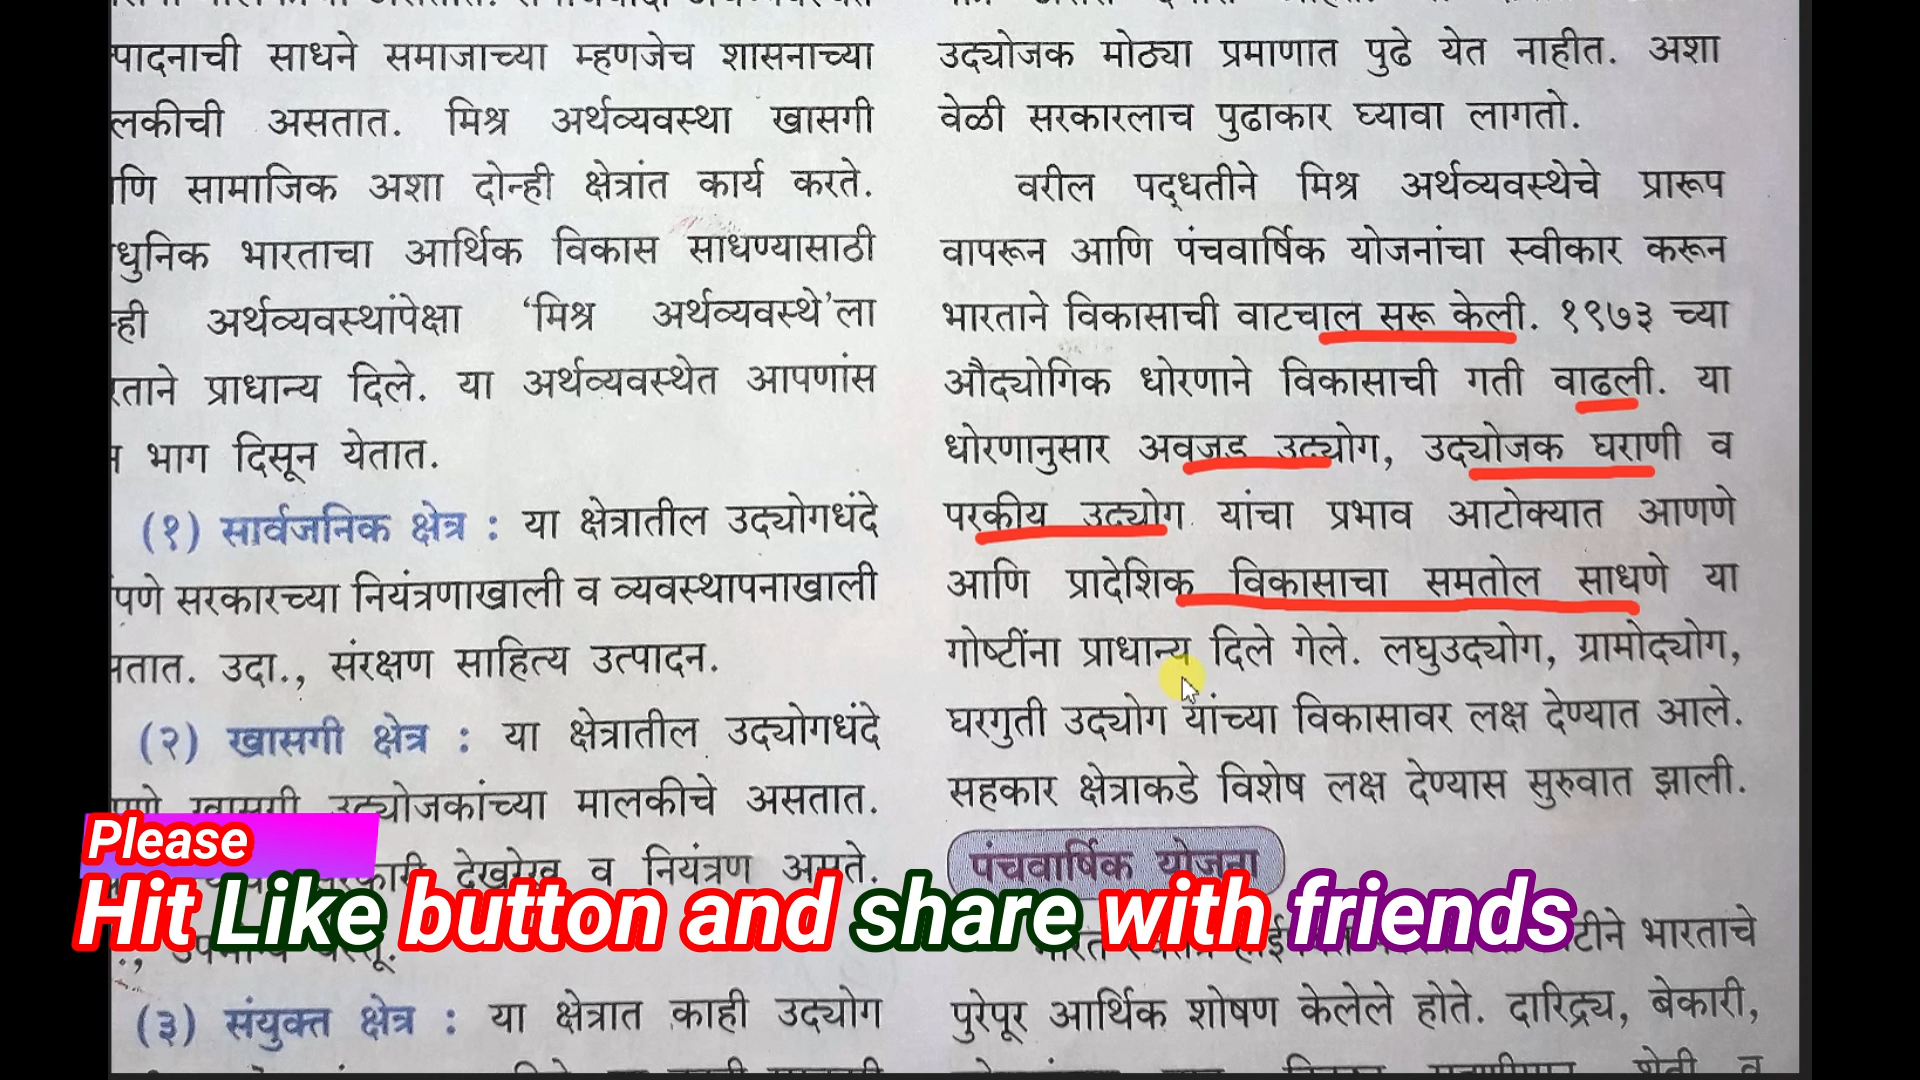 पादनाची साधने समाजाच्या म्हणजेच शासनाच्या
लकीची असतात. मिश्र अर्थव्यवस्था खासगी
णि सामाजिक अशा दोन्ही क्षेत्रांत कार्य करते.
धुनिक भारताचा आर्थिक विकास साधण्यासाठी
ही अर्थव्यवस्थांपेक्षा ‘मिश्र अर्थव्यवस्थे’ला
रताने प्राधान्य दिले. या अर्थव्यवस्थेत आपणांस
भाग दिसून येतात.
(१) सार्वजनिक क्षेत्र : या क्षेत्रातील उद्योगधंदे
पणे सरकारच्या नियंत्रणाखाली व व्यवस्थापनाखाली
सतात. उदा., संरक्षण साहित्य उत्पादन.
(२) खासगी क्षेत्र : या क्षेत्रातील उद्योगधंदे
पणे खासगी उद्योजकांच्या मालकीचे असतात.
देखरेख व नियंत्रण असते.
(३) संयुक्त क्षेत्र : या क्षेत्रात काही उद्योग
उद्योजक मोठ्या प्रमाणात पुढे येत नाहीत. अशा
वेळी सरकारलाच पुढाकार घ्यावा लागतो.
वरील पद्धतीने मिश्र अर्थव्यवस्थेचे प्रारूप
वापरून आणि पंचवार्षिक योजनांचा स्वीकार करून
भारताने विकासाची वाटचाल सुरू केली. १९७३ च्या
औद्योगिक धोरणाने विकासाची गती वाढली. या
धोरणानुसार अवजड उद्योग, उद्योजक घराणी व
परकीय उद्योग यांचा प्रभाव आटोक्यात आणणे
आणि प्रादेशिक विकासाचा समतोल साधणे या
गोष्टींना प्राधान्य दिले गेले. लघुउद्योग, ग्रामोद्योग,
घरगुती उद्योग यांच्या विकासावर लक्ष देण्यात आले.
सहकार क्षेत्राकडे विशेष लक्ष देण्यास सुरुवात झाली.
पंचवार्षिक योजना
भारताचे
पुरेपूर आर्थिक शोषण केलेले होते. दारिद्र्य, बेकारी,
Please
Hit Like button and share with friends